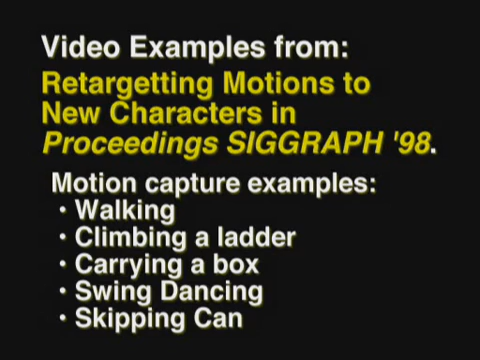 Video Examples from:
Retargetting Motions to
New Characters in
Proceedings SIGGRAPH '98.
Motion capture examples:
• Walking
• Climbing a ladder
• Carrying a box
• Swing Dancing
• Skipping Can